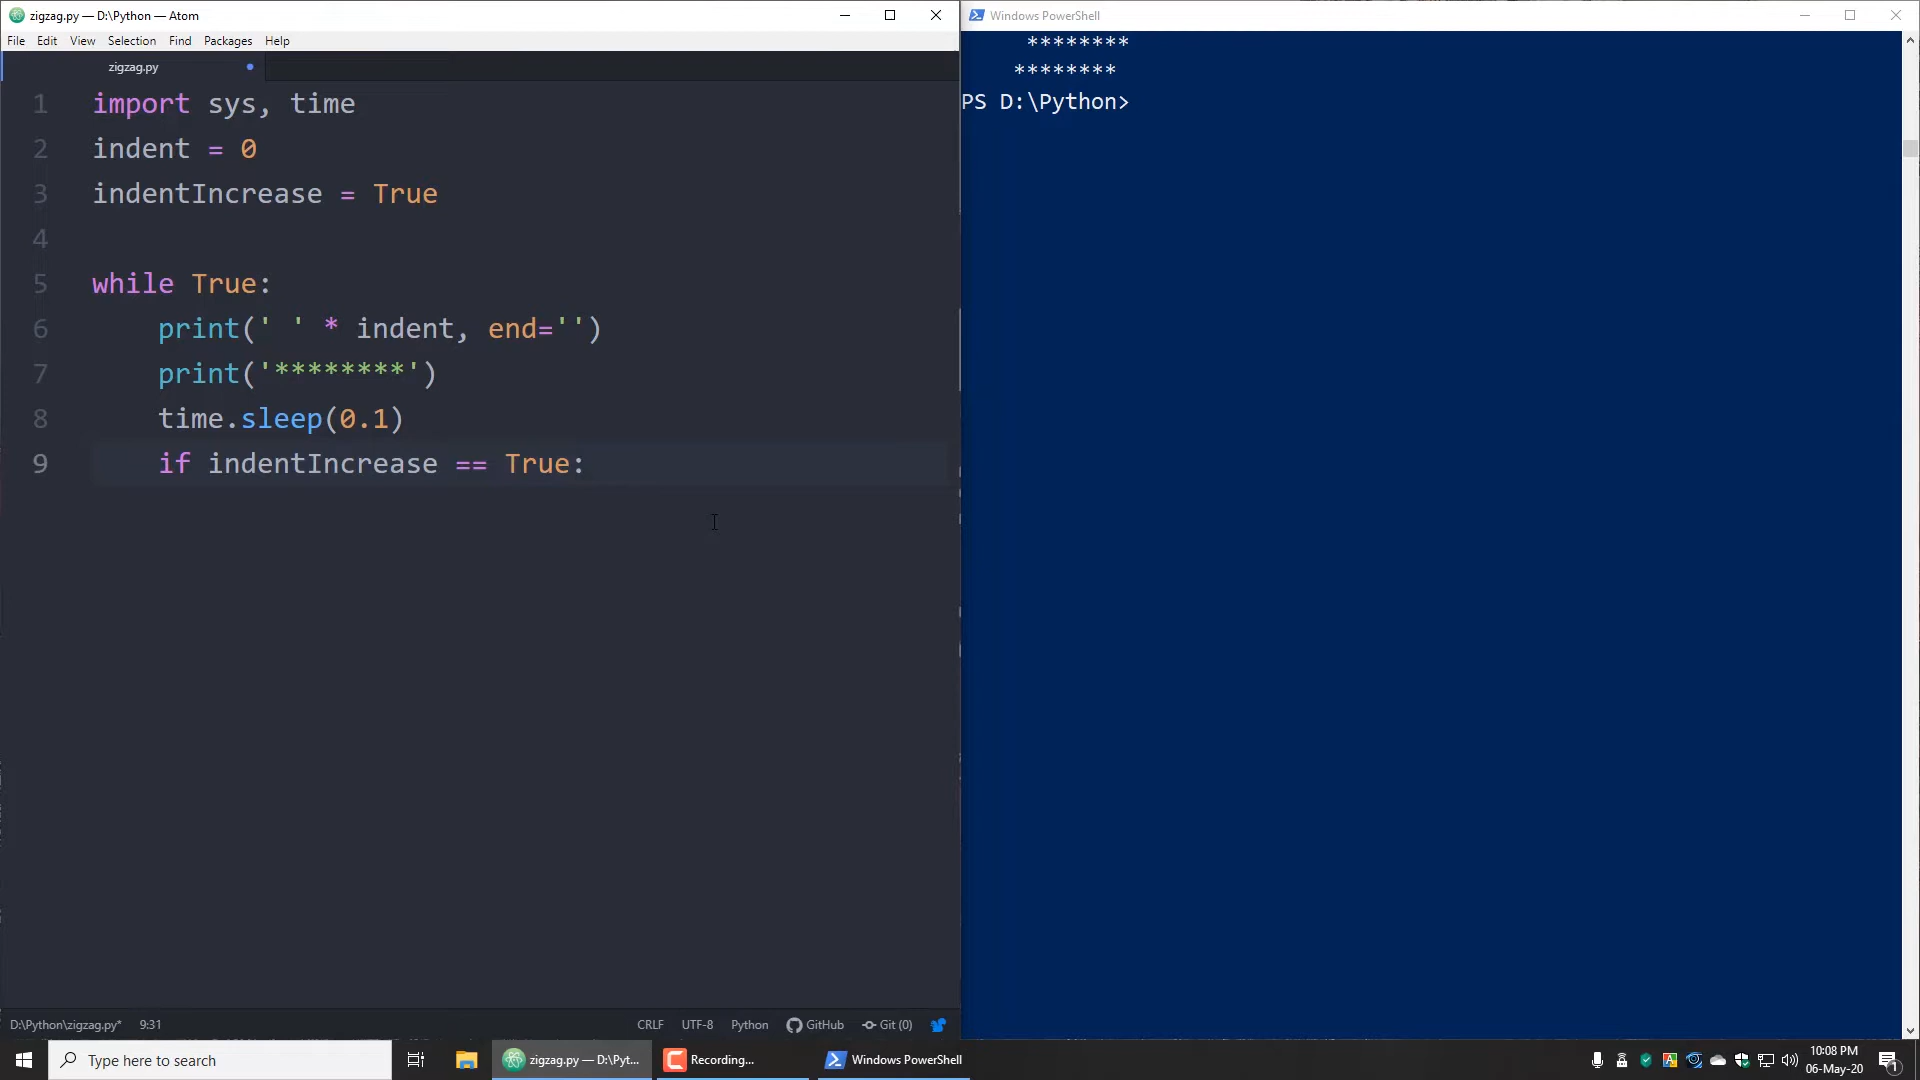 zigzag.py — D:\Python — Atom
File Edit View Selection Find Packages Help
zigzag.py
1 import sys, time
2 indent = 0
3 indentIncrease = True
4
5 while True:
6     print(' ' * indent, end='')
7     print('********')
8     time.sleep(0.1)
9     if indentIncrease == True:
D:\Python\zigzag.py* 9:31 CRLF UTF-8 Python GitHub Git (0)
Windows PowerShell
     ********
    ********
PS D:\Python>
Type here to search
zigzag.py — D:\Pyt...
Recording...
Windows PowerShell
10:08 PM
06-May-20
1